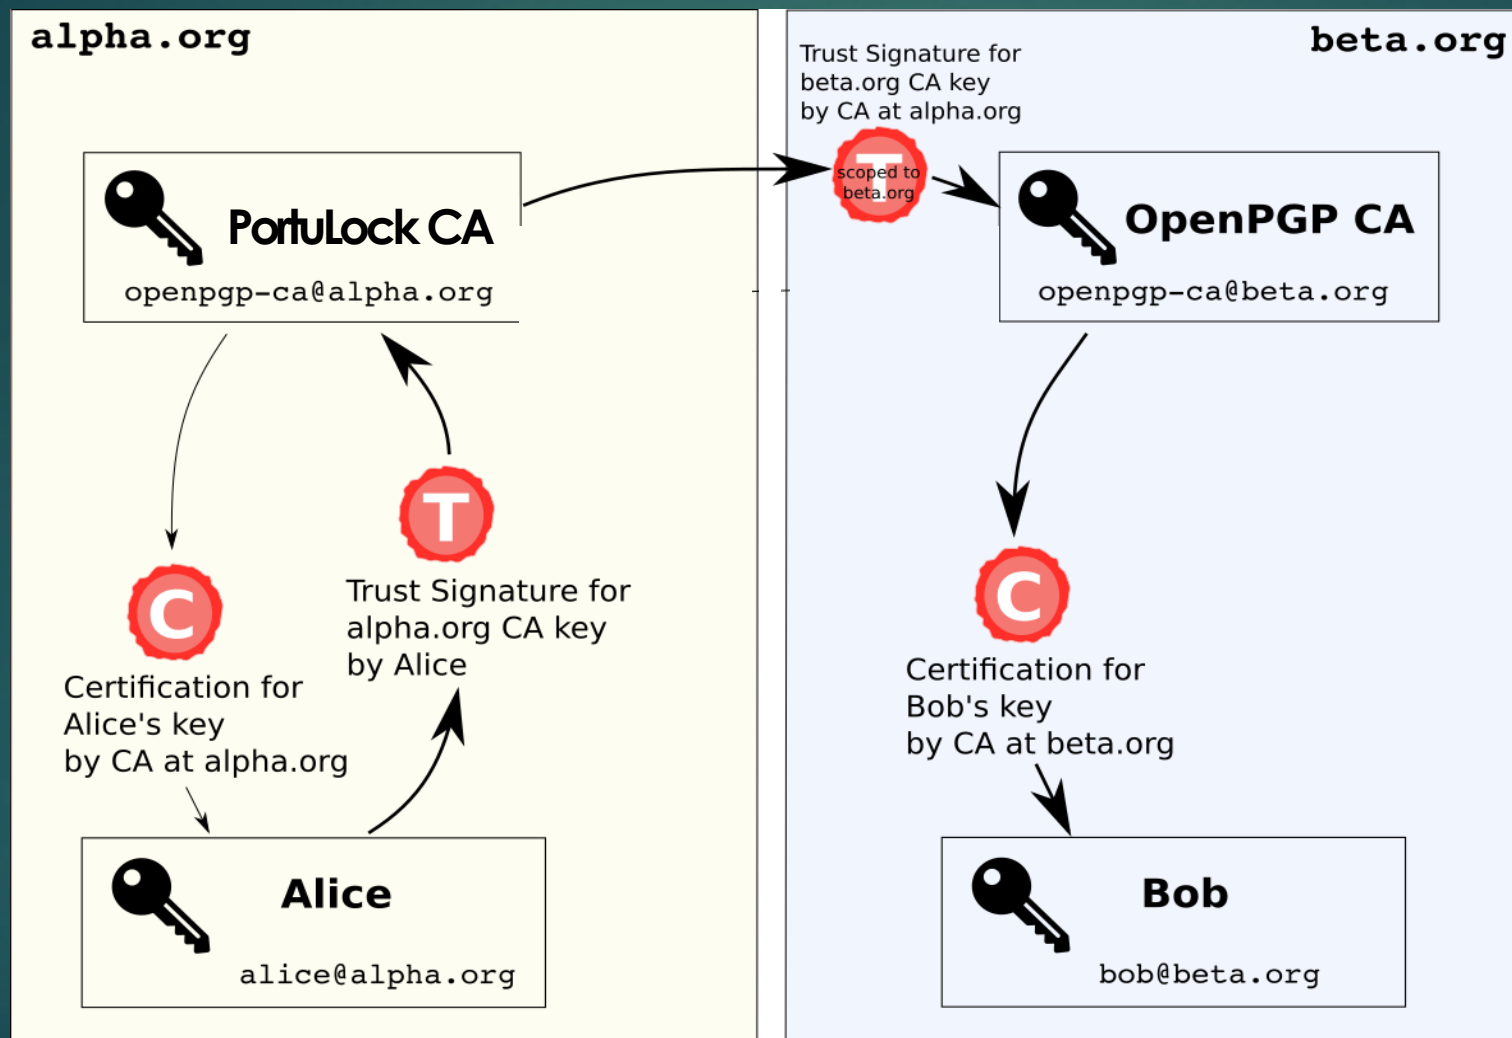 alpha.org
beta.org
Trust Signature for
beta.org CA key
by CA at alpha.org
T
scoped to
beta.org
PortuLock CA
openpgp-ca@alpha.org
OpenPGP CA
openpgp-ca@beta.org
T
Trust Signature for
alpha.org CA key
by Alice
C
Certification for
Alice's key
by CA at alpha.org
C
Certification for
Bob's key
by CA at beta.org
Alice
alice@alpha.org
Bob
bob@beta.org